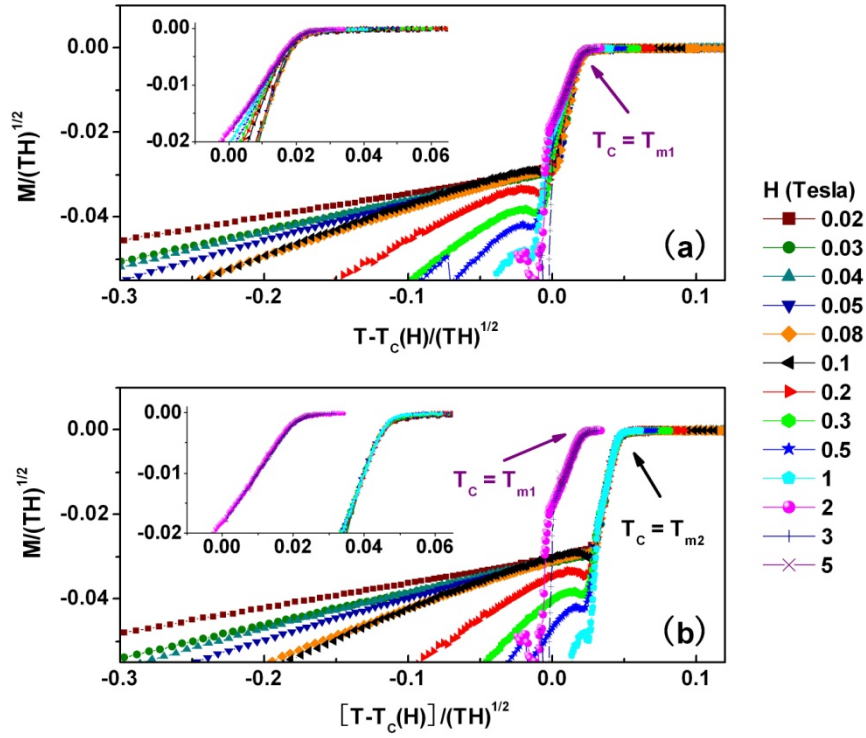 0.00
-0.02
-0.04
M/(TH)^1/2
0.00
-0.01
-0.02
0.00 0.02 0.04 0.06
T_C = T_m1
(a)
-0.3 -0.2 -0.1 0.0 0.1
T-T_C(H)/(TH)^1/2
H (Tesla)
0.02
0.03
0.04
0.05
0.08
0.1
0.2
0.3
0.5
1
2
3
5
0.00
-0.02
-0.04
M/(TH)^1/2
0.00
-0.01
-0.02
0.00 0.02 0.04 0.06
T_C = T_m1
T_C = T_m2
(b)
-0.3 -0.2 -0.1 0.0 0.1
[T-T_C(H)]/(TH)^1/2